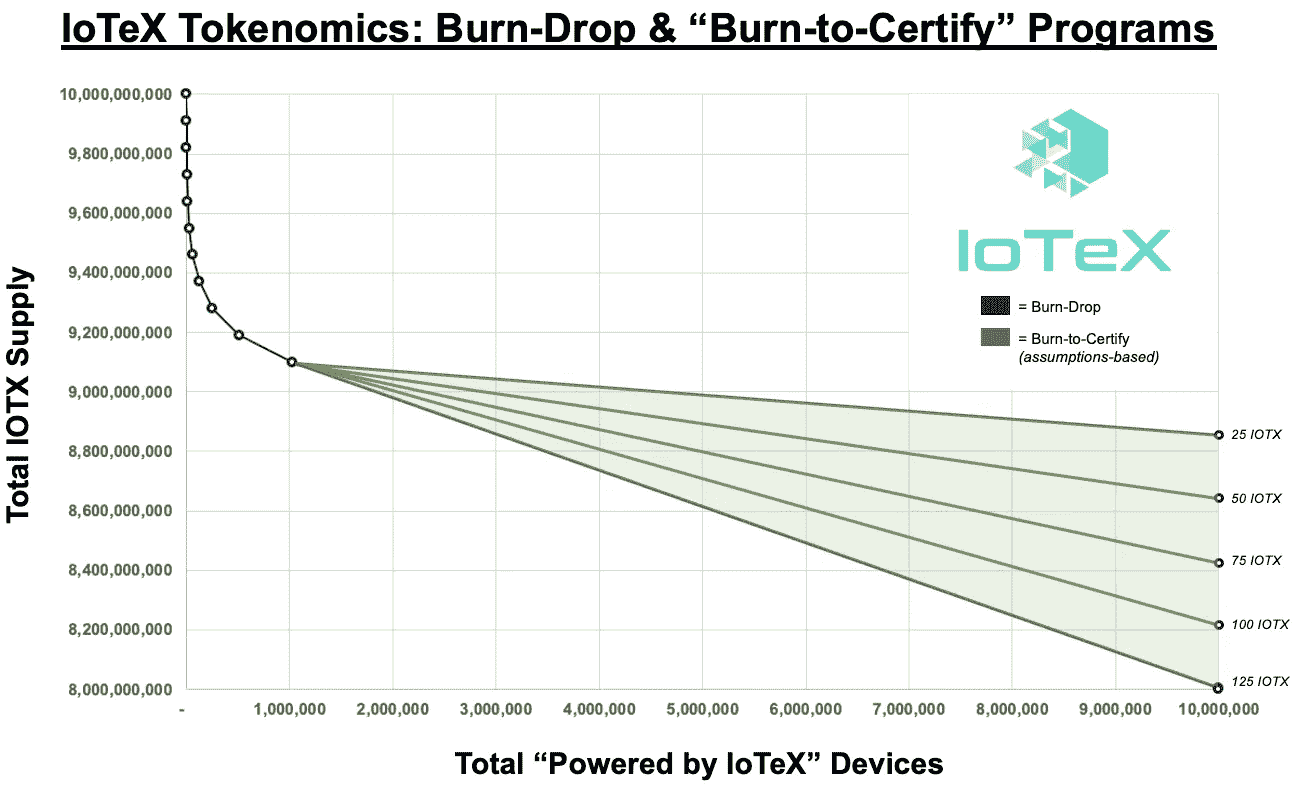 IoTeX Tokenomics: Burn-Drop & “Burn-to-Certify” Programs
10,000,000,000
9,800,000,000
9,600,000,000
9,400,000,000
9,200,000,000
9,000,000,000
8,800,000,000
8,600,000,000
8,400,000,000
8,200,000,000
8,000,000,000
Total IOTX Supply
IoTeX
= Burn-Drop
= Burn-to-Certify
(assumptions-based)
25 IOTX
50 IOTX
75 IOTX
100 IOTX
125 IOTX
- 1,000,000 2,000,000 3,000,000 4,000,000 5,000,000 6,000,000 7,000,000 8,000,000 9,000,000 10,000,000
Total “Powered by IoTeX” Devices